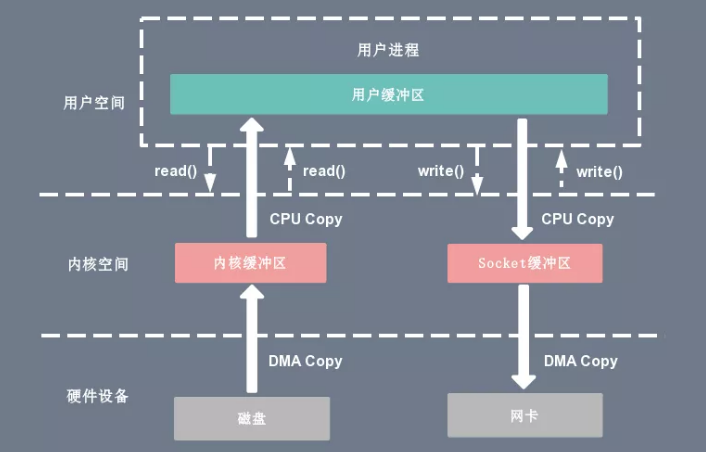 用户进程
用户缓冲区
用户空间
read()
read()
write()
write()
CPU Copy
CPU Copy
内核空间
内核缓冲区
Socket缓冲区
DMA Copy
DMA Copy
硬件设备
磁盘
网卡